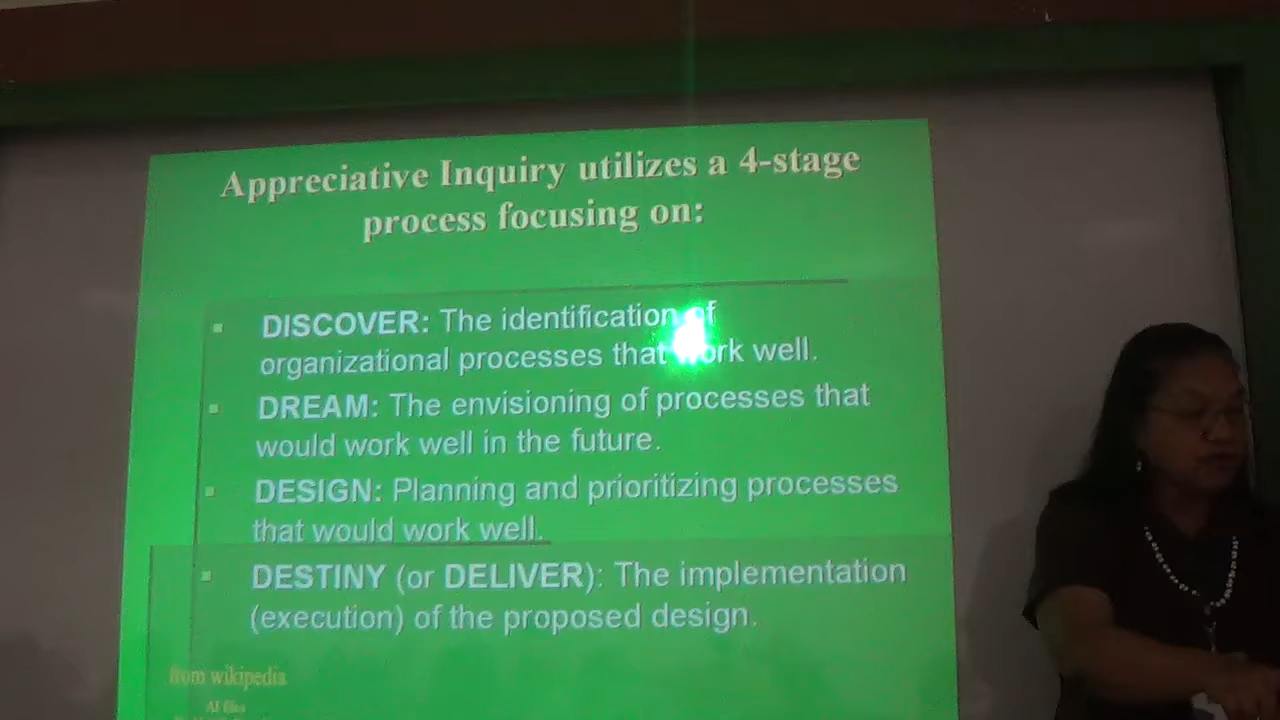 Appreciative Inquiry utilizes a 4-stage
process focusing on:
DISCOVER: The identification of
organizational processes that work well.
DREAM: The envisioning of processes that
would work well in the future.
DESIGN: Planning and prioritizing processes
that would work well.
DESTINY (or DELIVER): The implementation
(execution) of the proposed design.
from wikipedia
AI files